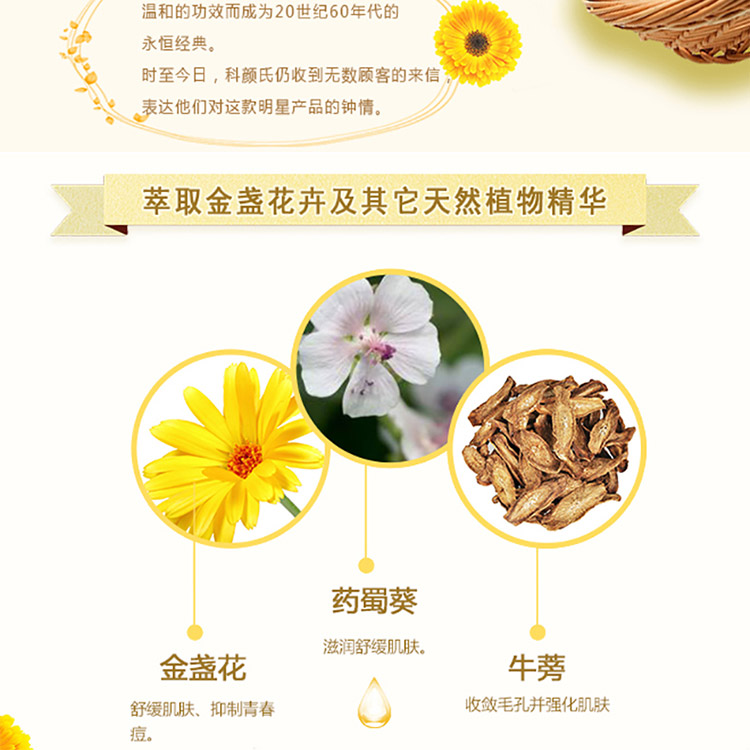 温和的功效而成为20世纪60年代的
永恒经典。
时至今日，科颜氏仍收到无数顾客的来信，
表达他们对这款明星产品的钟情。
萃取金盏花卉及其它天然植物精华
药蜀葵
滋润舒缓肌肤。
金盏花
舒缓肌肤、抑制青春
痘。
牛蒡
收敛毛孔并强化肌肤